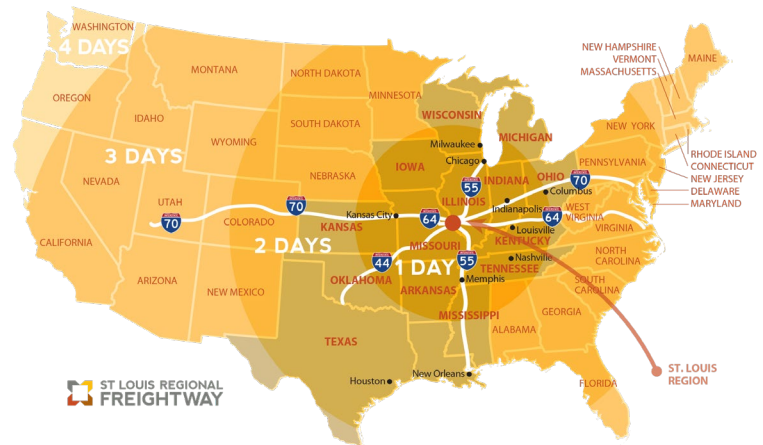 WASHINGTON
4 DAYS
MONTANA
NORTH DAKOTA
MINNESOTA
NEW HAMPSHIRE
VERMONT
MASSACHUSETTS
MAINE
OREGON
IDAHO
WYOMING
SOUTH DAKOTA
WISCONSIN
MICHIGAN
NEW YORK
Milwaukee
Chicago
3 DAYS
NEVADA
UTAH
NEBRASKA
IOWA
ILLINOIS
INDIANA
OHIO
PENNSYLVANIA
RHODE ISLAND
CONNECTICUT
NEW JERSEY
DELAWARE
MARYLAND
55
70
Columbus
Indianapolis
70
COLORADO
70
KANSAS
Kansas City
64
64
WEST
VIRGINIA
VIRGINIA
Louisville
KENTUCKY
CALIFORNIA
2 DAYS
MISSOURI
Nashville
TENNESSEE
NORTH
CAROLINA
ARIZONA
NEW MEXICO
44
OKLAHOMA
1 DAY
55
ARKANSAS
Memphis
SOUTH
CAROLINA
MISSISSIPPI
ALABAMA
GEORGIA
TEXAS
Houston
New Orleans
FLORIDA
ST. LOUIS
REGION
ST LOUIS REGIONAL
FREIGHTWAY